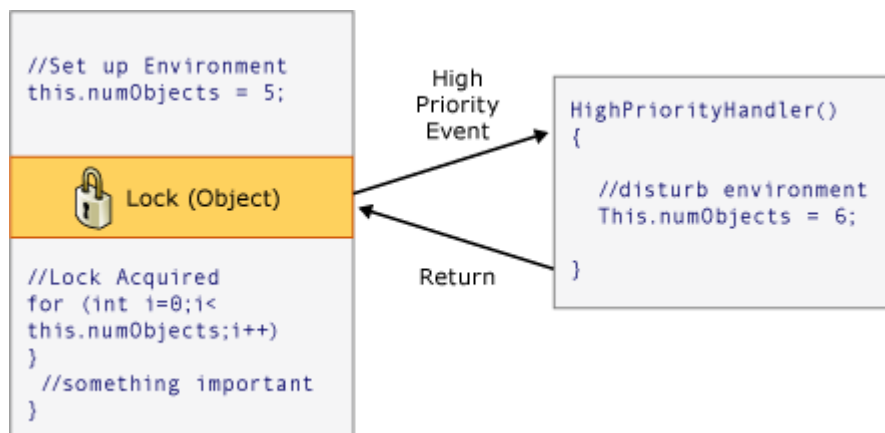 //Set up Environment
this.numObjects = 5;
Lock (Object)
//Lock Acquired
for (int i=0;i<
this.numObjects;i++)
}
//something important
}
High
Priority
Event
Return
HighPriorityHandler()
{
//disturb environment
This.numObjects = 6;
}